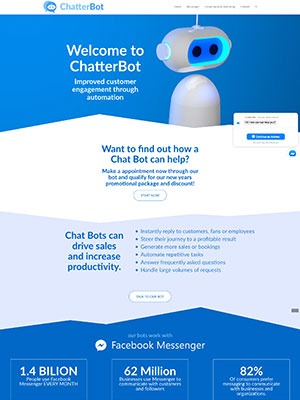 ChatterBot
Welcome to
ChatterBot
Improved customer
engagement through
automation
Want to find out how a
Chat Bot can help?
Make a appointment now through our
bot and qualify for our new years
promotional package and discount!
START NOW
Chat Bots can
drive sales
and increase
productivity.
Instantly reply to customers, fans or employees
Steer their journey to a profitable result
Generate more sales or bookings
Automate repetitive tasks
Answer frequently asked questions
Handle large volumes of requests
TALK TO OUR BOT
our bots work with
Facebook Messenger
1.4 BILION
People use Facebook
Messenger EVERY MONTH
62 Million
Businesses use Messenger to
communicate with customers
and followers
82%
Of consumers prefer
messaging to communicate
with businesses and
organizations.